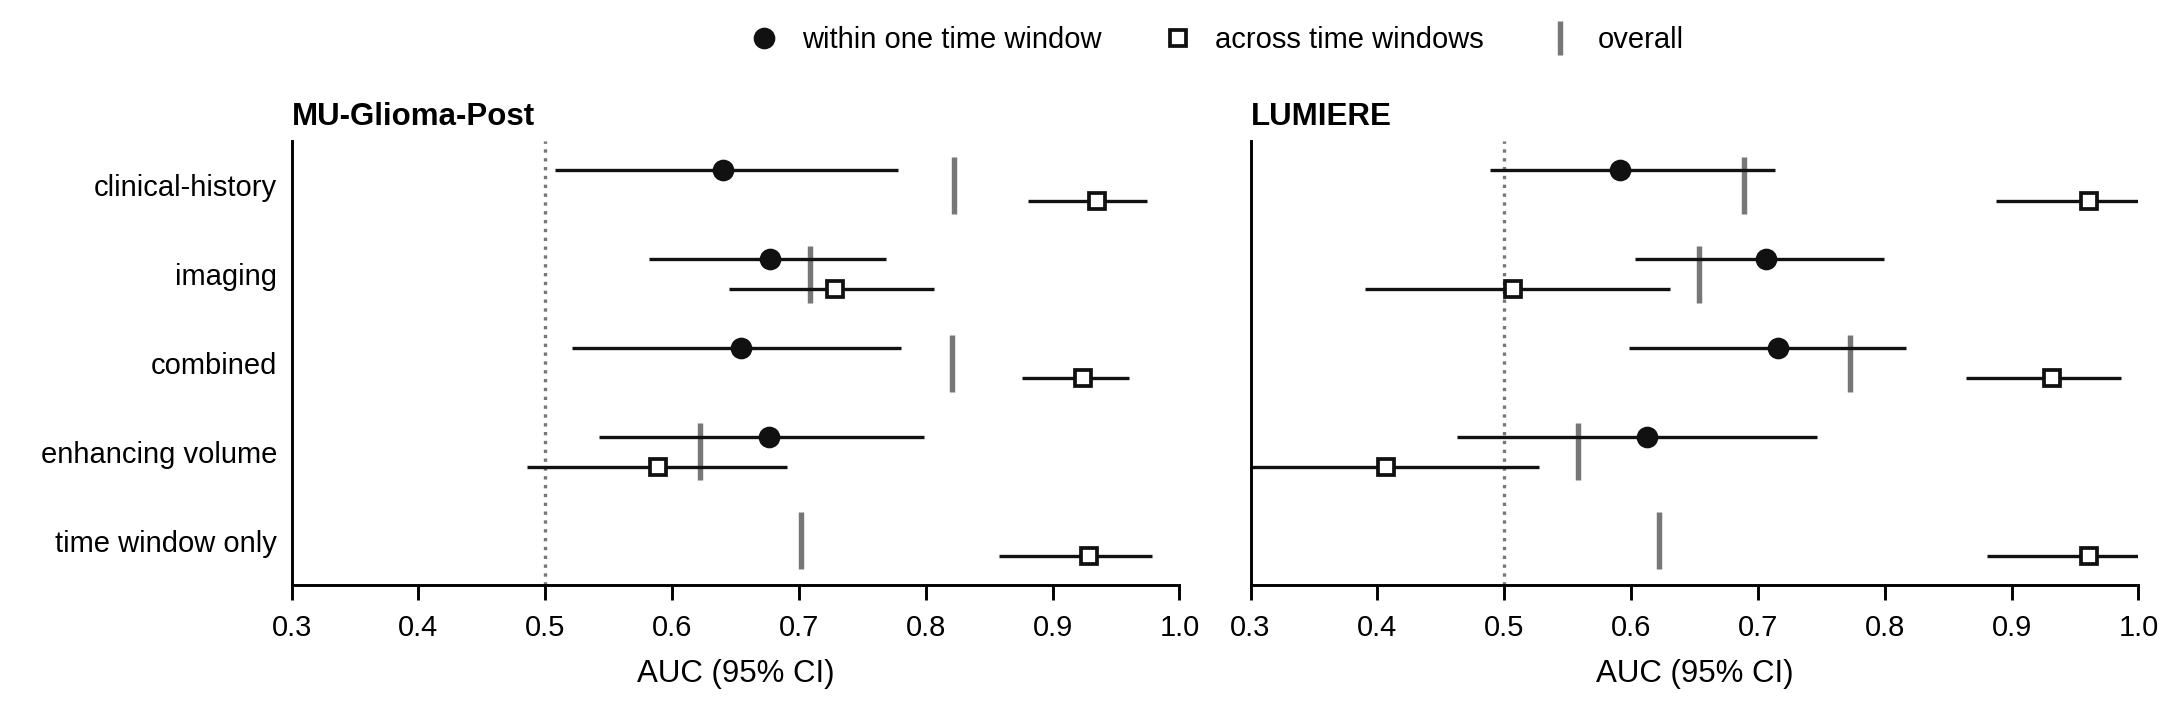 within one time window across time windows overall
MU-Glioma-Post LUMIERE
clinical-history
imaging
combined
enhancing volume
time window only
0.3 0.4 0.5 0.6 0.7 0.8 0.9 1.0 0.3 0.4 0.5 0.6 0.7 0.8 0.9 1.0
AUC (95% CI) AUC (95% CI)